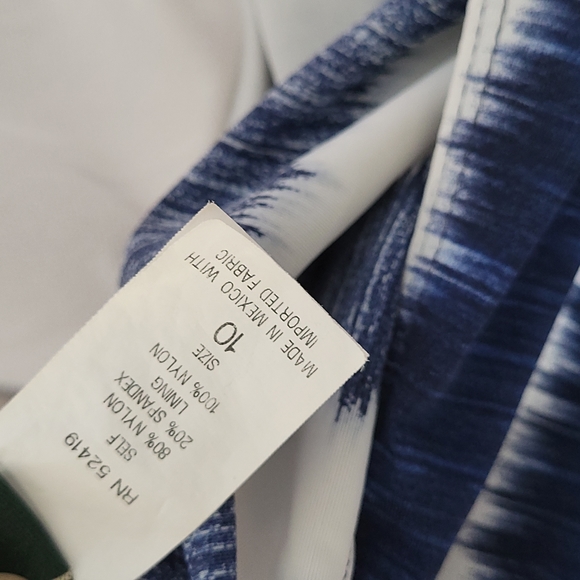 RN 52419
SELF
80% NYLON
20% SPANDEX
LINING
100% NYLON
SIZE
10
MADE IN MEXICO WITH
IMPORTED FABRIC